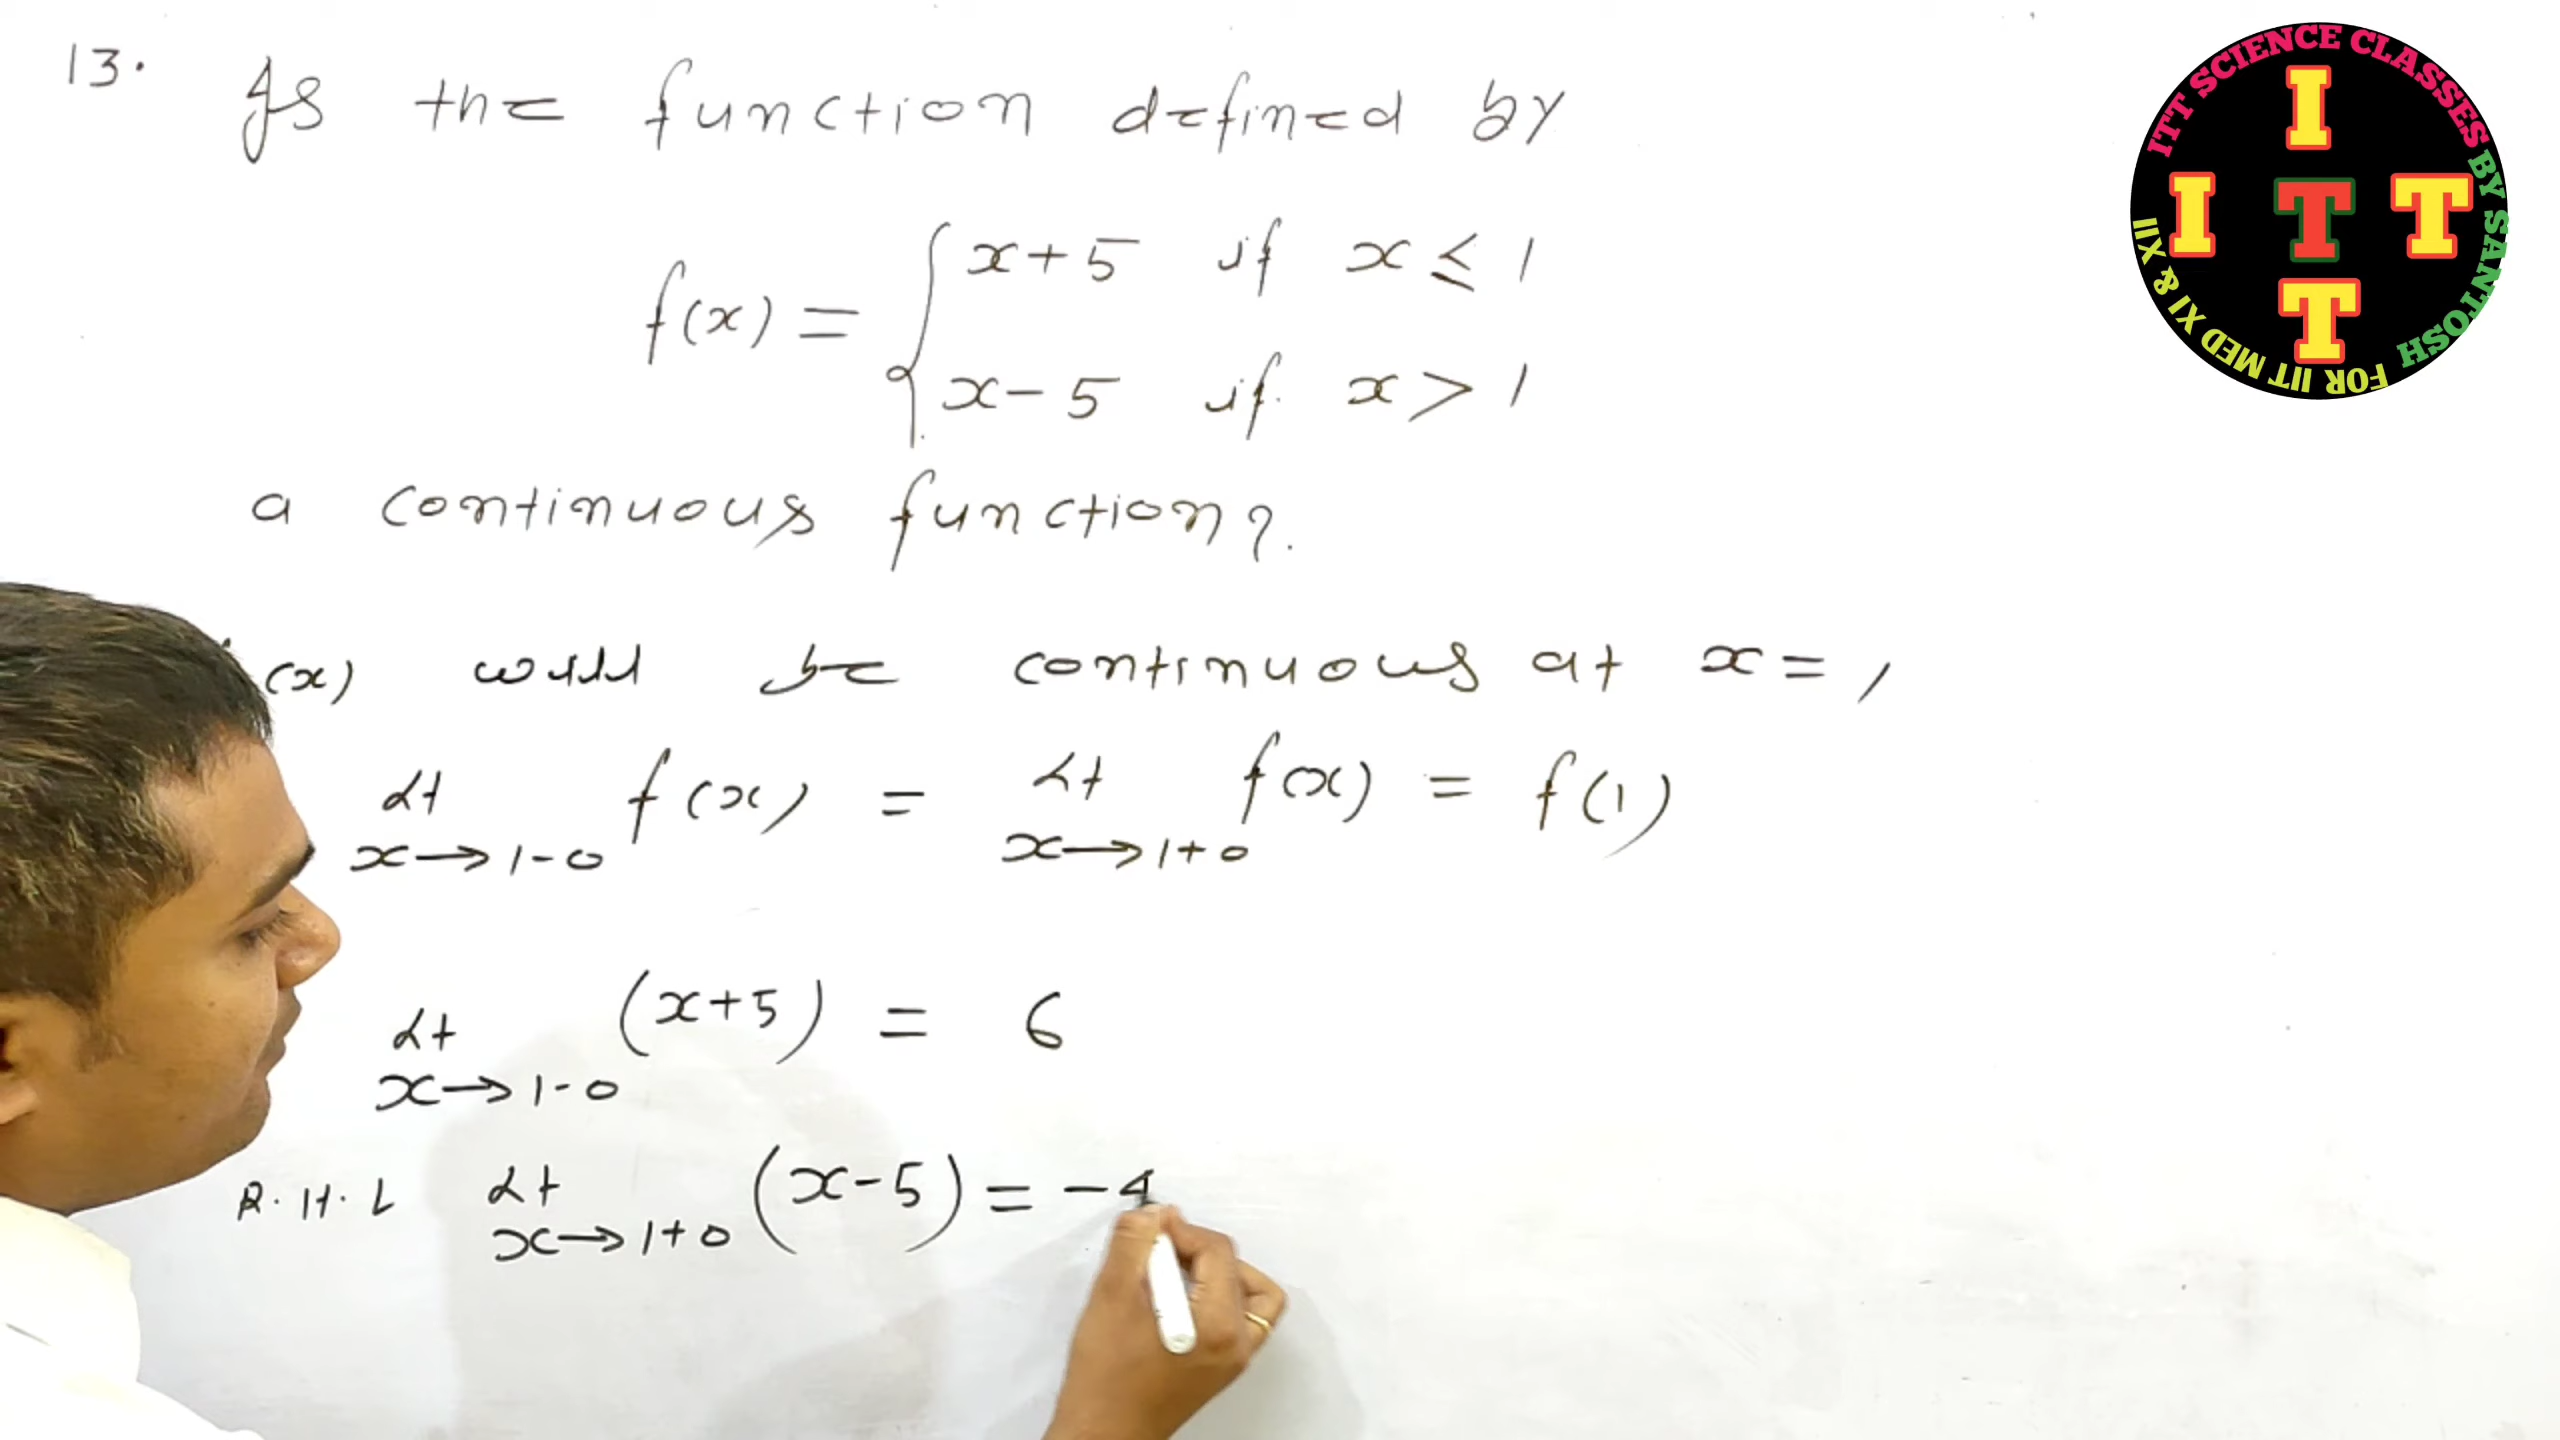 13. Is the function defined by
f(x) = { x+5 if x ≤ 1
x-5 if x > 1
a continuous function?.
(x) will be continuous at x = 1
Lt x→1-0 f(x) = Lt x→1+0 f(x) = f(1)
Lt x→1-0 (x+5) = 6
R.H.L Lt x→1+0 (x-5) = -4
ITT SCIENCE CLASSES BY SANTOSH
FOR IIT MED XI & XII
I
I T T
T